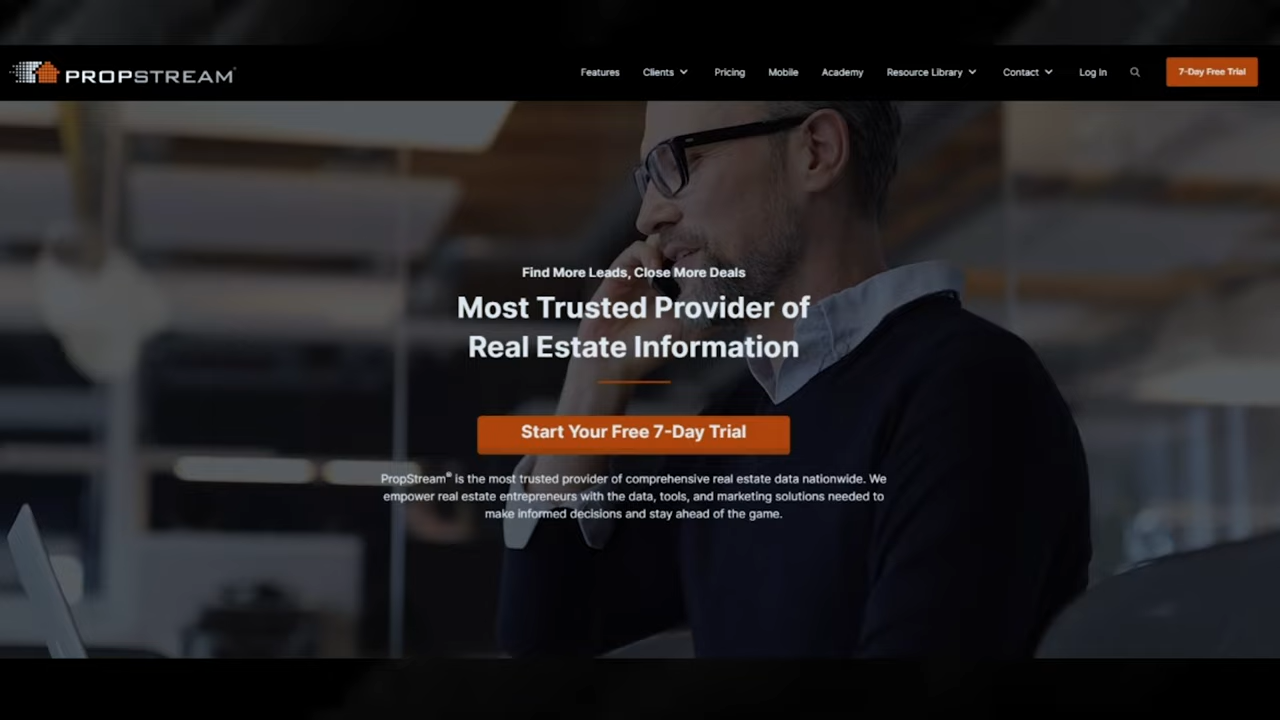 PROPSTREAM
Features Clients Pricing Mobile Academy Resource Library Contact Log In 7-Day Free Trial
Find More Leads, Close More Deals
Most Trusted Provider of
Real Estate Information
Start Your Free 7-Day Trial
PropStream® is the most trusted provider of comprehensive real estate data nationwide. We
empower real estate entrepreneurs with the data, tools, and marketing solutions needed to
make informed decisions and stay ahead of the game.